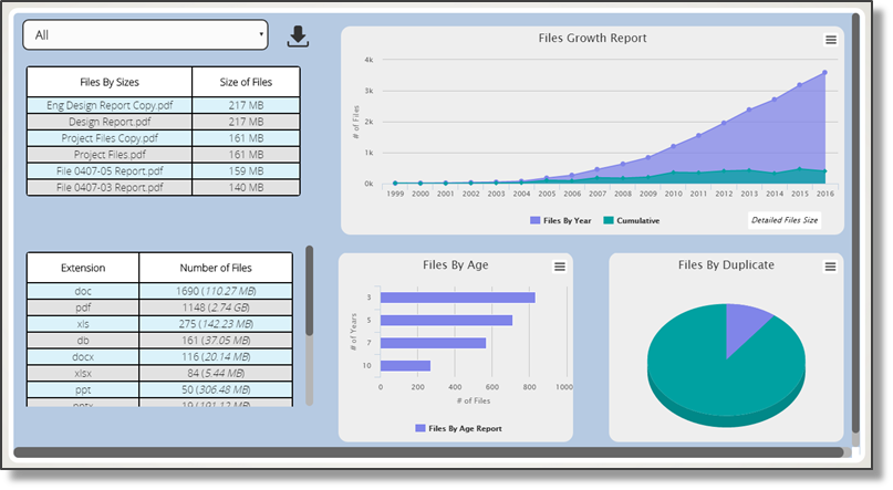 All
Files By Sizes Size of Files
Eng Design Report Copy.pdf 217 MB
Design Report.pdf 217 MB
Project Files Copy.pdf 161 MB
Project Files.pdf 161 MB
File 0407-05 Report.pdf 159 MB
File 0407-03 Report.pdf 140 MB
Extension Number of Files
doc 1690 (110.27 MB)
pdf 1148 (2.74 GB)
xls 275 (142.23 MB)
db 161 (37.05 MB)
docx 116 (20.14 MB)
xlsx 84 (5.44 MB)
ppt 50 (306.48 MB)
pptx 19 (191.12 MB)
Files Growth Report
# of Files
4k
3k
2k
1k
0k
1999 2000 2001 2002 2003 2004 2005 2006 2007 2008 2009 2010 2011 2012 2013 2014 2015 2016
Files By Year Cumulative
Detailed Files Size
Files By Age
# of Years
3
5
7
10
0 200 400 600 800 1000
# of Files
Files By Age Report
Files By Duplicate